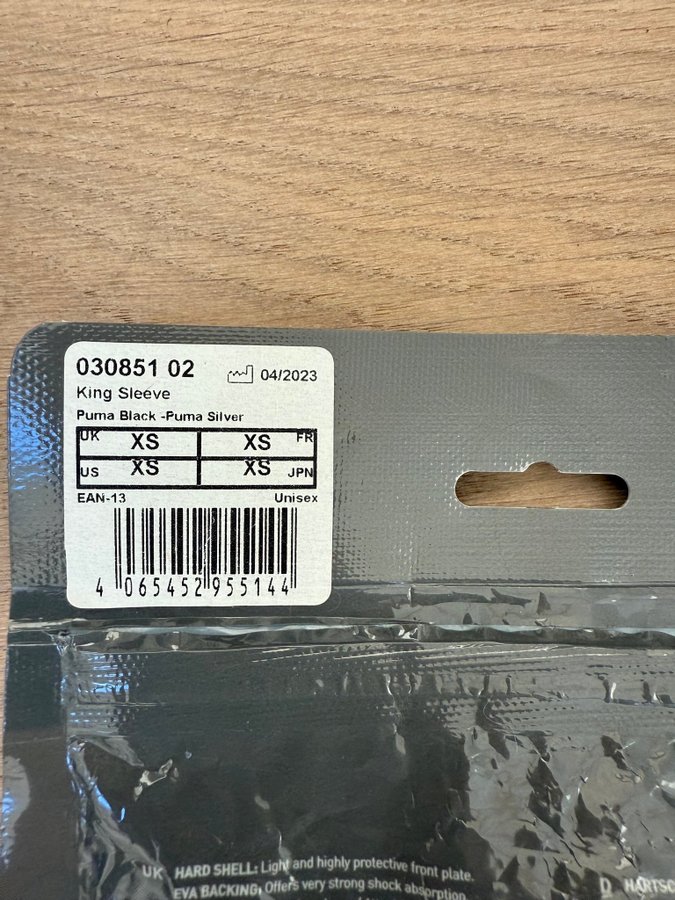 030851 02
04/2023
King Sleeve
Puma Black -Puma Silver
UK XS XS FR
US XS XS JPN
EAN-13 Unisex
4 065452 955144
UK HARD SHELL: Light and highly protective front plate.
EVA BACKING: Offers very strong shock absorption
D HARTSC